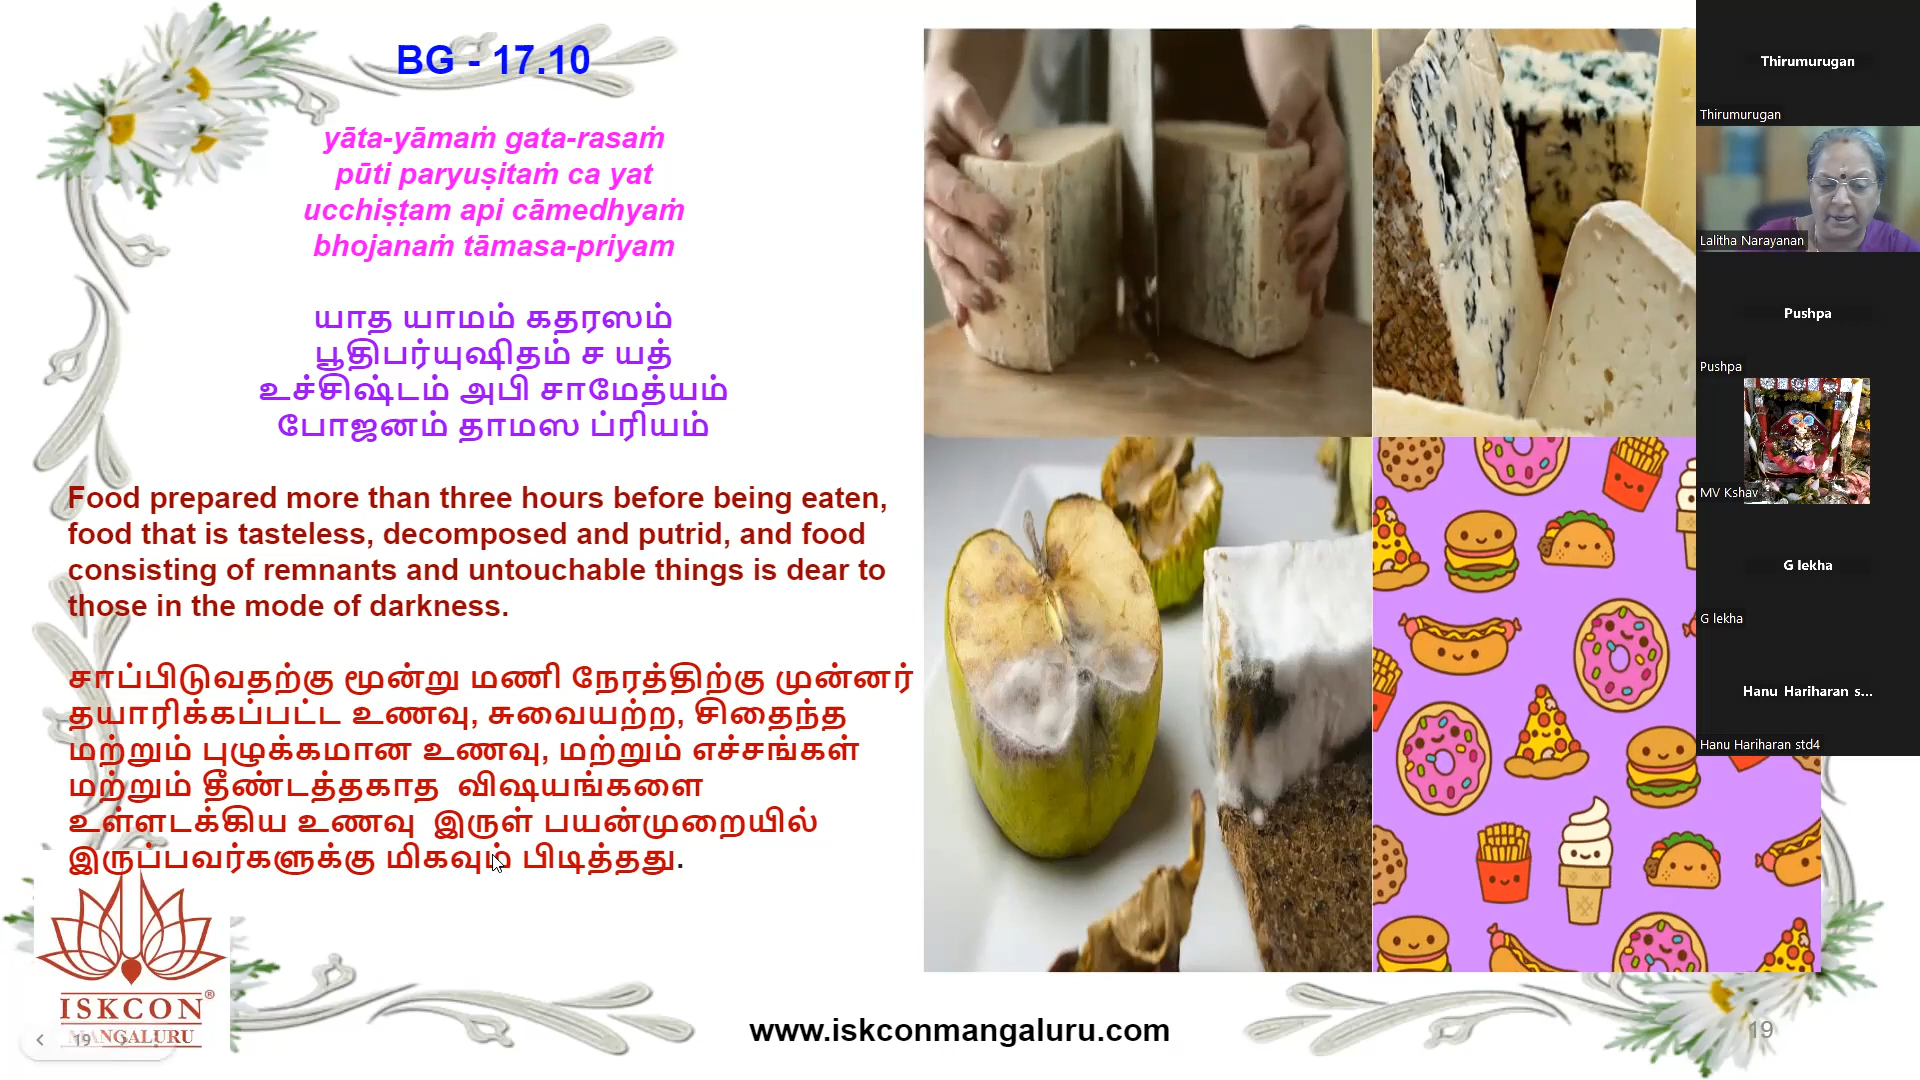 BG - 17.10
yāta-yāmaṁ gata-rasaṁ
pūti paryuṣitaṁ ca yat
ucchiṣṭam api cāmedhyaṁ
bhojanaṁ tāmasa-priyam
யாத யாமம் கதரஸம்
பூதிபர்யுஷிதம் ச யத்
உச்சிஷ்டம் அபி சாமேத்யம்
போஜனம் தாமஸ ப்ரியம்
Food prepared more than three hours before being eaten,
food that is tasteless, decomposed and putrid, and food
consisting of remnants and untouchable things is dear to
those in the mode of darkness.
சாப்பிடுவதற்கு மூன்று மணி நேரத்திற்கு முன்னர்
தயாரிக்கப்பட்ட உணவு, சுவையற்ற, சிதைந்த
மற்றும் புழுக்கமான உணவு, மற்றும் எச்சங்கள்
மற்றும் தீண்டத்தகாத விஷயங்களை
உள்ளடக்கிய உணவு இருள் பயன்முறையில்
இருப்பவர்களுக்கு மிகவும் பிடித்தது.
ISKCON®
MANGALURU
19
www.iskconmangaluru.com
19
Thirumurugan
Thirumurugan
Lalitha Narayanan
Pushpa
Pushpa
MV Kshav
G lekha
G lekha
Hanu Hariharan s...
Hanu Hariharan std4